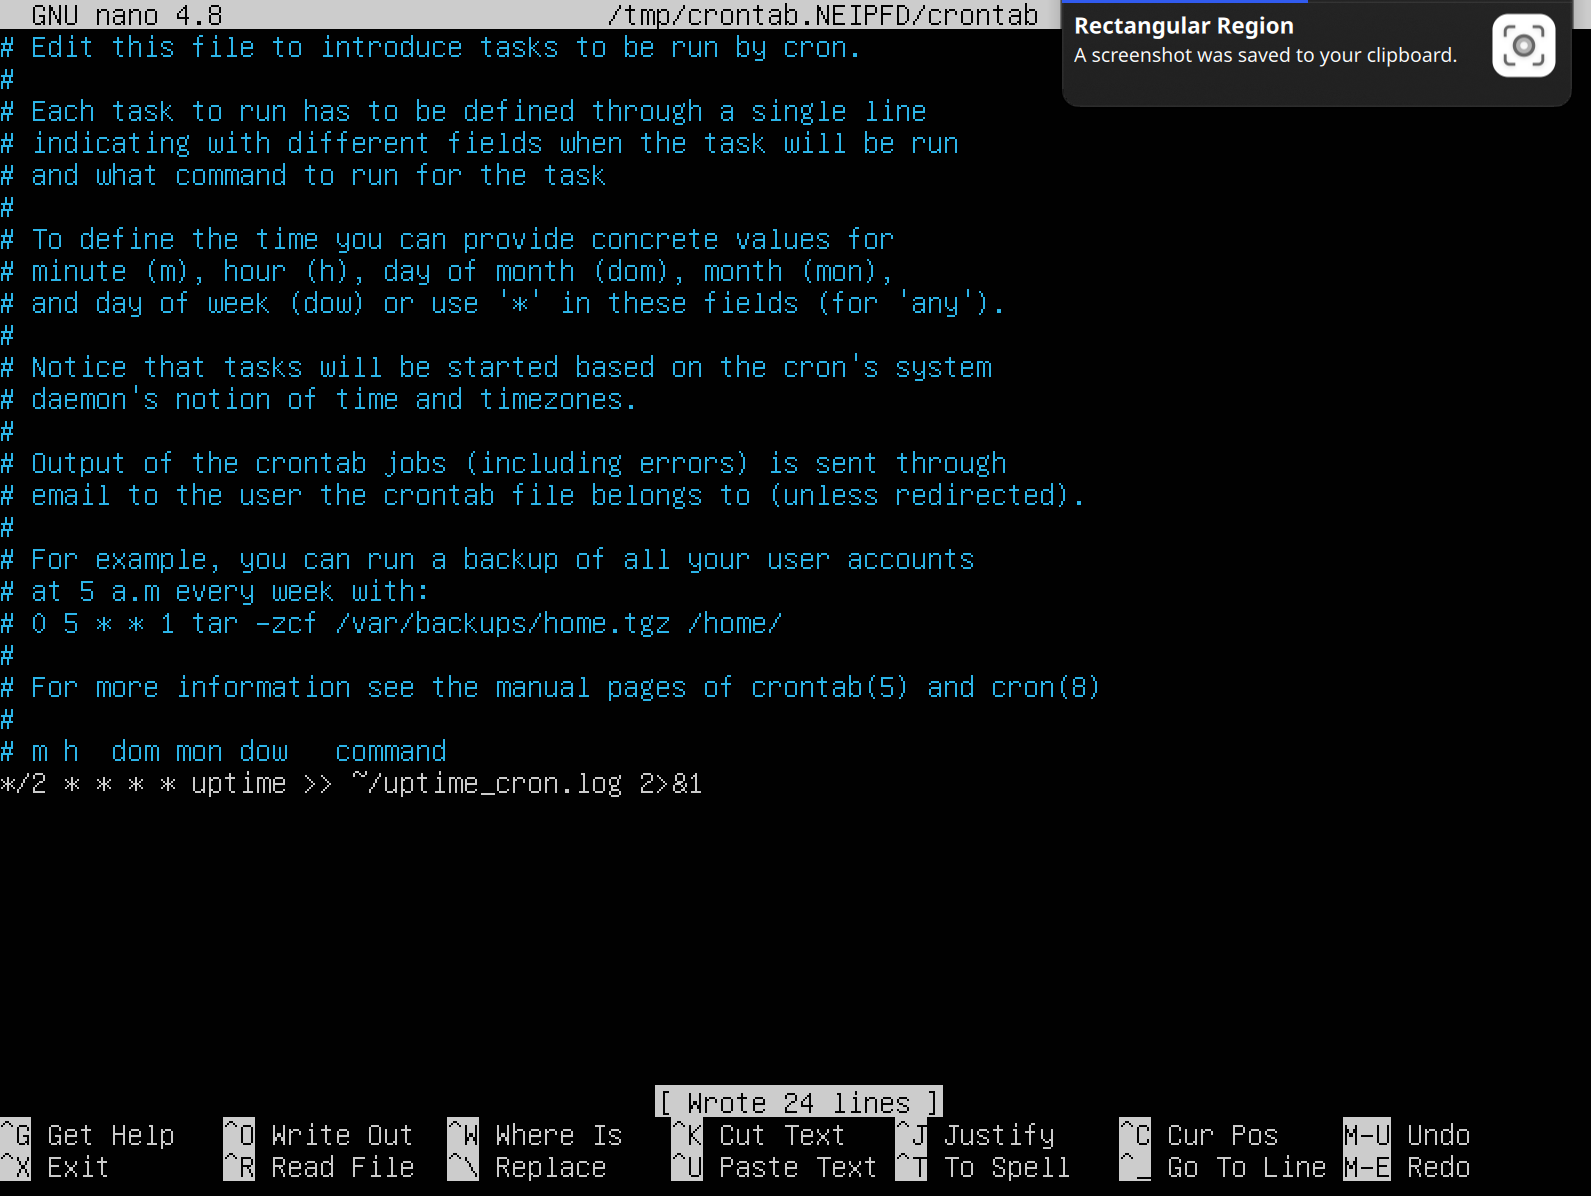 GNU nano 4.8 /tmp/crontab.NEIPFD/crontab
Rectangular Region
A screenshot was saved to your clipboard.
# Edit this file to introduce tasks to be run by cron.
#
# Each task to run has to be defined through a single line
# indicating with different fields when the task will be run
# and what command to run for the task
#
# To define the time you can provide concrete values for
# minute (m), hour (h), day of month (dom), month (mon),
# and day of week (dow) or use '*' in these fields (for 'any').
#
# Notice that tasks will be started based on the cron's system
# daemon's notion of time and timezones.
#
# Output of the crontab jobs (including errors) is sent through
# email to the user the crontab file belongs to (unless redirected).
#
# For example, you can run a backup of all your user accounts
# at 5 a.m every week with:
# 0 5 * * 1 tar -zcf /var/backups/home.tgz /home/
#
# For more information see the manual pages of crontab(5) and cron(8)
#
# m h  dom mon dow   command
*/2 * * * * uptime >> ~/uptime_cron.log 2>&1
[ Wrote 24 lines ]
^G Get Help ^O Write Out ^W Where Is ^K Cut Text ^J Justify ^C Cur Pos M-U Undo
^X Exit ^R Read File ^\ Replace ^U Paste Text ^T To Spell ^_ Go To Line M-E Redo